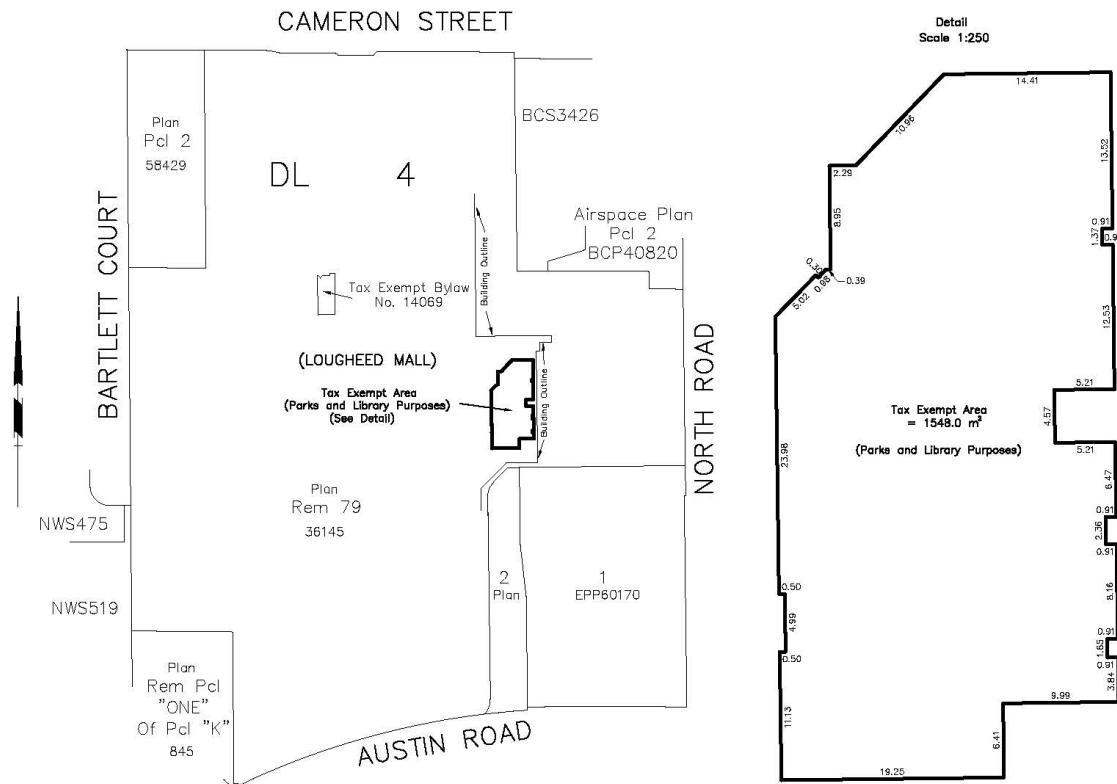 CAMERON STREET
Plan
Pcl 2
58429
DL 4
BCS3426
BARTLETT COURT
Airspace Plan
Pcl 2
BCP40820
Building Outline
Tax Exempt Bylaw
No. 14069
(LOUGHEED MALL)
Tax Exempt Area
(Parks and Library Purposes)
(See Detail)
Building Outline
NORTH ROAD
Plan
Rem 79
36145
NWS475
NWS519
2
Plan
1
EPP60170
Plan
Rem Pcl
"ONE"
Of Pcl "K"
845
AUSTIN ROAD
Detail
Scale 1:250
14.41
10.96
2.29
13.52
8.95
0.91
1.37
0.30
0.98
0.39
5.02
12.53
5.21
4.57
5.21
Tax Exempt Area
= 1548.0 m²
(Parks and Library Purposes)
23.98
6.47
0.91
2.36
0.91
8.16
0.50
4.99
0.50
0.91
1.65
0.91
3.84
9.99
11.13
6.41
19.25